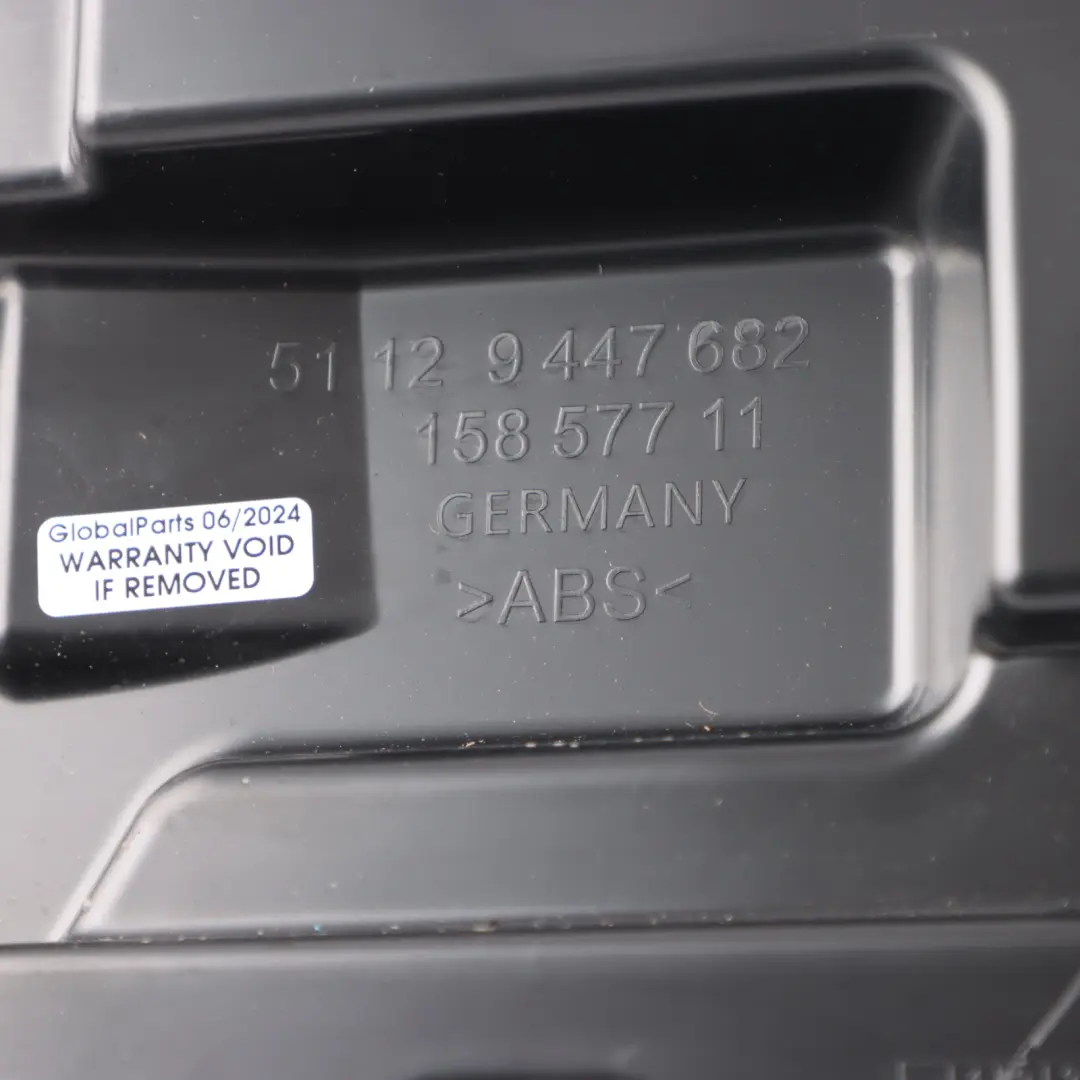 51 12 9 447 682
158 577 11
GERMANY
>ABS<
GlobalParts 06/2024
WARRANTY VOID
IF REMOVED